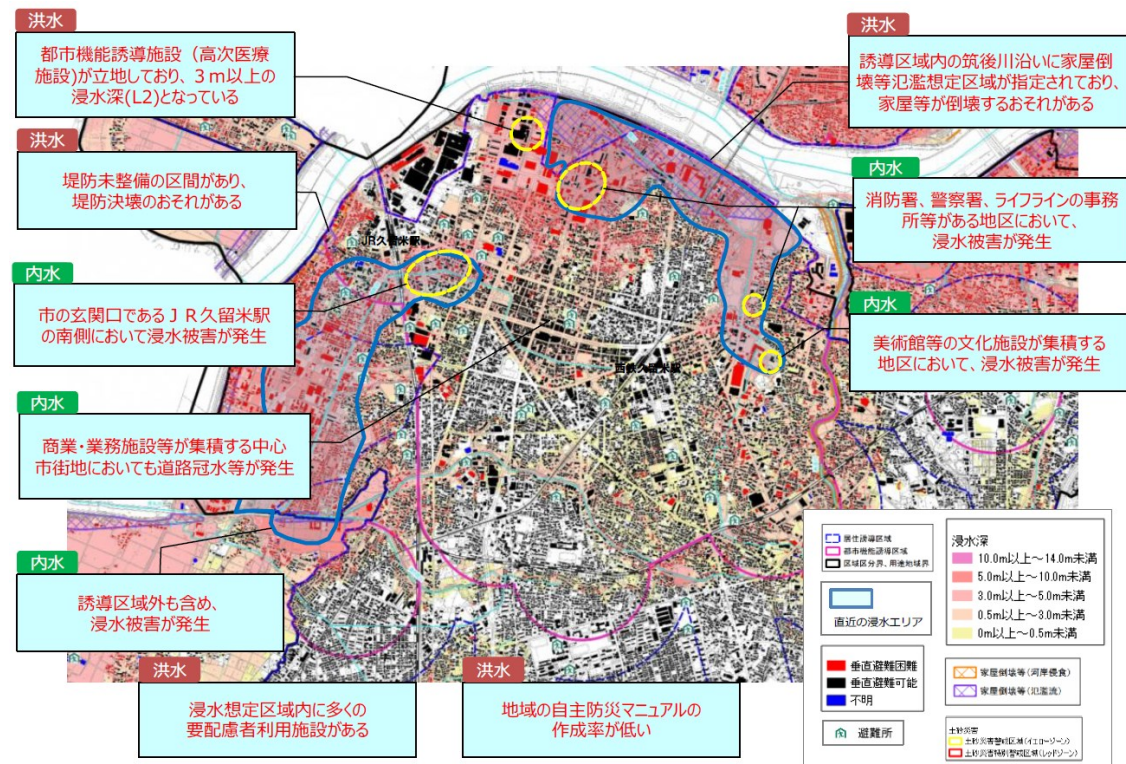 洪水
都市機能誘導施設（高次医療
施設)が立地しており、３ｍ以上の
浸水深(L2)となっている
洪水
堤防未整備の区間があり、
堤防決壊のおそれがある
内水
市の玄関口であるＪＲ久留米駅
の南側において浸水被害が発生
内水
商業・業務施設等が集積する中心
市街地においても道路冠水等が発生
内水
誘導区域外も含め、
浸水被害が発生
洪水
浸水想定区域内に多くの
要配慮者利用施設がある
洪水
地域の自主防災マニュアルの
作成率が低い
洪水
誘導区域内の筑後川沿いに家屋倒
壊等氾濫想定区域が指定されており、
家屋等が倒壊するおそれがある
内水
消防署、警察署、ライフラインの事務
所等がある地区において、
浸水被害が発生
内水
美術館等の文化施設が集積する
地区において、浸水被害が発生
JR久留米駅
西鉄久留米駅
居住誘導区域
都市機能誘導区域
区域区分界、用途地域界
直近の浸水エリア
垂直避難困難
垂直避難可能
不明
避難所
浸水深
10.0m以上～14.0m未満
5.0m以上～10.0m未満
3.0m以上～5.0m未満
0.5m以上～3.0m未満
0m以上～0.5m未満
家屋倒壊等(河岸侵食)
家屋倒壊等(氾濫流)
土砂災害
土砂災害警戒区域(イエローゾーン)
土砂災害特別警戒区域(レッドゾーン)